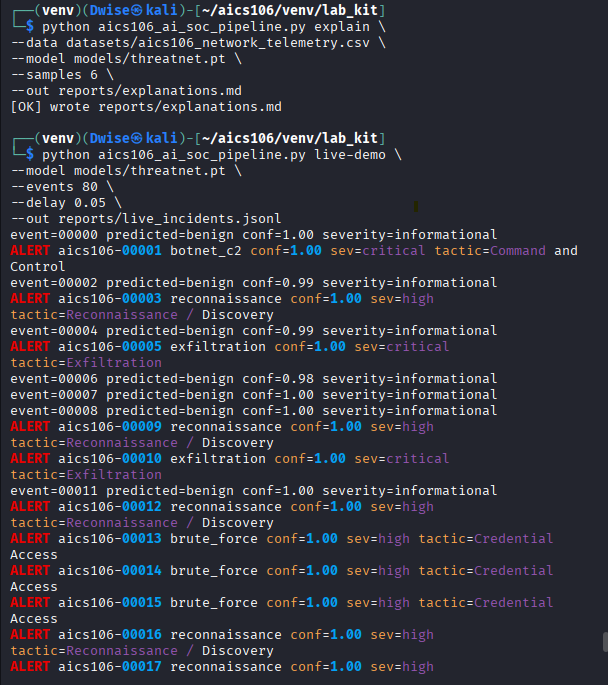 ┌──(venv)(Dwise㉿kali)-[~/aics106/venv/lab_kit]
└─$ python aics106_ai_soc_pipeline.py explain \
--data datasets/aics106_network_telemetry.csv \
--model models/threatnet.pt \
--samples 6 \
--out reports/explanations.md
[OK] wrote reports/explanations.md
┌──(venv)(Dwise㉿kali)-[~/aics106/venv/lab_kit]
└─$ python aics106_ai_soc_pipeline.py live-demo \
--model models/threatnet.pt \
--events 80 \
--delay 0.05 \
--out reports/live_incidents.jsonl
event=00000 predicted=benign conf=1.00 severity=informational
ALERT aics106-00001 botnet_c2 conf=1.00 sev=critical tactic=Command and
Control
event=00002 predicted=benign conf=0.99 severity=informational
ALERT aics106-00003 reconnaissance conf=1.00 sev=high
tactic=Reconnaissance / Discovery
event=00004 predicted=benign conf=0.99 severity=informational
ALERT aics106-00005 exfiltration conf=1.00 sev=critical
tactic=Exfiltration
event=00006 predicted=benign conf=0.98 severity=informational
event=00007 predicted=benign conf=1.00 severity=informational
event=00008 predicted=benign conf=1.00 severity=informational
ALERT aics106-00009 reconnaissance conf=1.00 sev=high
tactic=Reconnaissance / Discovery
ALERT aics106-00010 exfiltration conf=1.00 sev=critical
tactic=Exfiltration
event=00011 predicted=benign conf=1.00 severity=informational
ALERT aics106-00012 reconnaissance conf=1.00 sev=high
tactic=Reconnaissance / Discovery
ALERT aics106-00013 brute_force conf=1.00 sev=high tactic=Credential
Access
ALERT aics106-00014 brute_force conf=1.00 sev=high tactic=Credential
Access
ALERT aics106-00015 brute_force conf=1.00 sev=high tactic=Credential
Access
ALERT aics106-00016 reconnaissance conf=1.00 sev=high
tactic=Reconnaissance / Discovery
ALERT aics106-00017 reconnaissance conf=1.00 sev=high